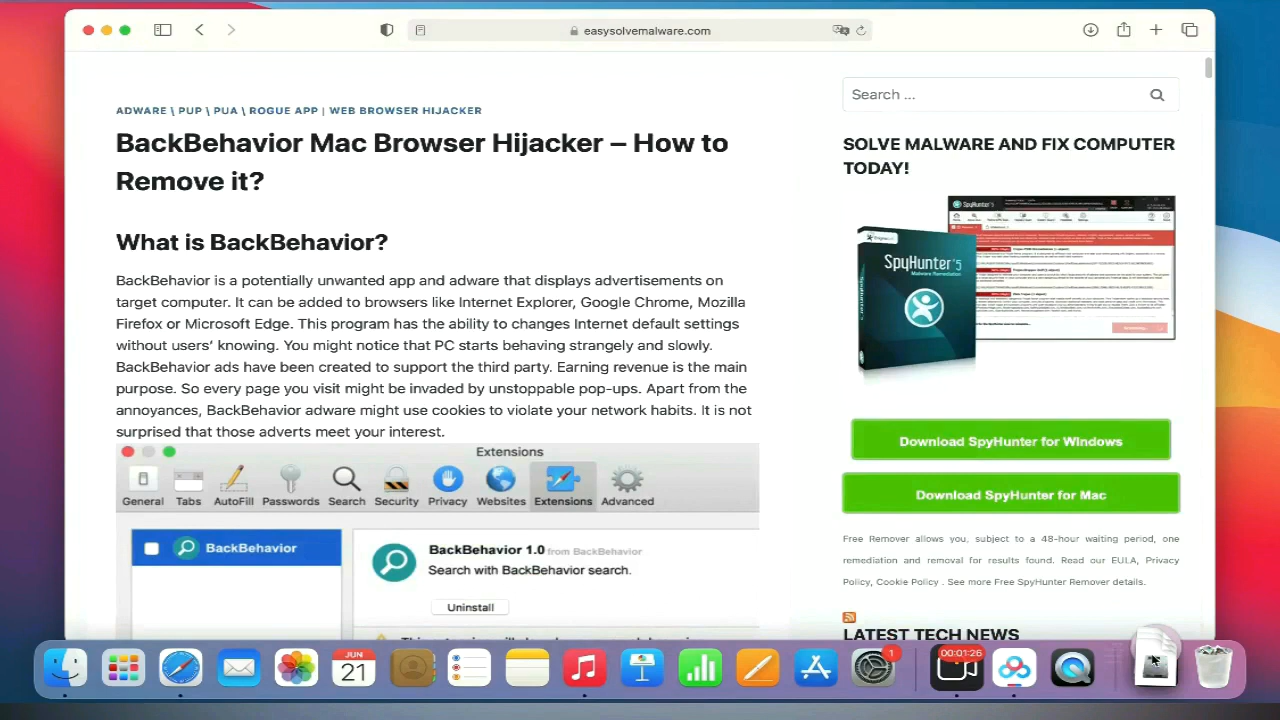 easysolvemalware.com
ADWARE \ PUP \ PUA \ ROGUE APP | WEB BROWSER HIJACKER
BackBehavior Mac Browser Hijacker – How to
Remove it?
What is BackBehavior?
BackBehavior is a potential unwanted app and adware that displays advertisements on
target computer. It can be added to browsers like Internet Explorer, Google Chrome, Mozilla
Firefox or Microsoft Edge. This program has the ability to changes Internet default settings
without users’ knowing. You might notice the PC starts behaving strangely and slowly.
BackBehavior ads have been created to support the third party. Earning revenue is the main
purpose. So every page you visit might be invaded by unstoppable pop-ups. Apart from the
annoyances, BackBehavior adware might use cookies to violate your network habits. It is not
surprised that those adverts meet your interest.
Extensions
General Tabs AutoFill Passwords Search Security Privacy Websites Extensions Advanced
BackBehavior
BackBehavior 1.0 from BackBehavior
Search with BackBehavior search.
Uninstall
Search ...
SOLVE MALWARE AND FIX COMPUTER
TODAY!
SpyHunter 5
SpyHunter 5
Malware Remediation
Download SpyHunter for Windows
Download SpyHunter for Mac
Free Remover allows you, subject to a 48-hour waiting period, one
remediation and removal for results found. Read our EULA, Privacy
Policy, Cookie Policy . See more Free SpyHunter Remover details.
LATEST TECH NEWS
JUN
21
1
00:01:26